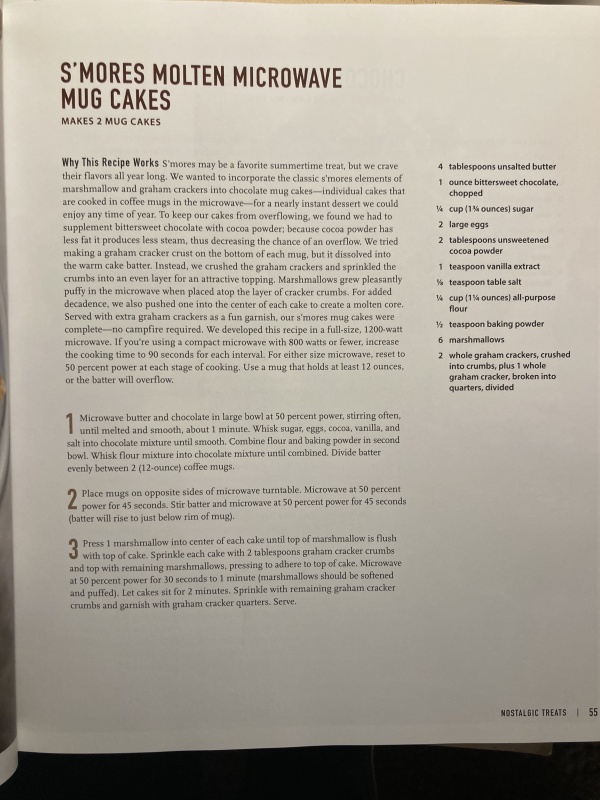 S'MORES MOLTEN MICROWAVE
MUG CAKES
MAKES 2 MUG CAKES
Why This Recipe Works S'mores may be a favorite summertime treat, but we crave
their flavors all year long. We wanted to incorporate the classic s'mores elements of
marshmallow and graham crackers into chocolate mug cakes—individual cakes that
are cooked in coffee mugs in the microwave—for a nearly instant dessert we could
enjoy any time of year. To keep our cakes from overflowing, we found we had to
supplement bittersweet chocolate with cocoa powder; because cocoa powder has
less fat it produces less steam, thus decreasing the chance of an overflow. We tried
making a graham cracker crust on the bottom of each mug, but it dissolved into
the warm cake batter. Instead, we crushed the graham crackers and sprinkled the
crumbs into an even layer for an attractive topping. Marshmallows grew pleasantly
puffy in the microwave when placed atop the layer of cracker crumbs. For added
decadence, we also pushed one into the center of each cake to create a molten core.
Served with extra graham crackers as a fun garnish, our s'mores mug cakes were
complete—no campfire required. We developed this recipe in a full-size, 1200-watt
microwave. If you're using a compact microwave with 800 watts or fewer, increase
the cooking time to 90 seconds for each interval. For either size microwave, reset to
50 percent power at each stage of cooking. Use a mug that holds at least 12 ounces,
or the batter will overflow.
1 Microwave butter and chocolate in large bowl at 50 percent power, stirring often,
until melted and smooth, about 1 minute. Whisk sugar, eggs, cocoa, vanilla, and
salt into chocolate mixture until smooth. Combine flour and baking powder in second
bowl. Whisk flour mixture into chocolate mixture until combined. Divide batter
evenly between 2 (12-ounce) coffee mugs.
2 Place mugs on opposite sides of microwave turntable. Microwave at 50 percent
power for 45 seconds. Stir batter and microwave at 50 percent power for 45 seconds
(batter will rise to just below rim of mug).
3 Press 1 marshmallow into center of each cake until top of marshmallow is flush
with top of cake. Sprinkle each cake with 2 tablespoons graham cracker crumbs
and top with remaining marshmallows, pressing to adhere to top of cake. Microwave
at 50 percent power for 30 seconds to 1 minute (marshmallows should be softened
and puffed). Let cakes sit for 2 minutes. Sprinkle with remaining graham cracker
crumbs and garnish with graham cracker quarters. Serve.
4 tablespoons unsalted butter
1 ounce bittersweet chocolate,
chopped
¼ cup (1¾ ounces) sugar
2 large eggs
2 tablespoons unsweetened
cocoa powder
1 teaspoon vanilla extract
⅛ teaspoon table salt
¼ cup (1¼ ounces) all-purpose
flour
½ teaspoon baking powder
6 marshmallows
2 whole graham crackers, crushed
into crumbs, plus 1 whole
graham cracker, broken into
quarters, divided
NOSTALGIC TREATS | 55